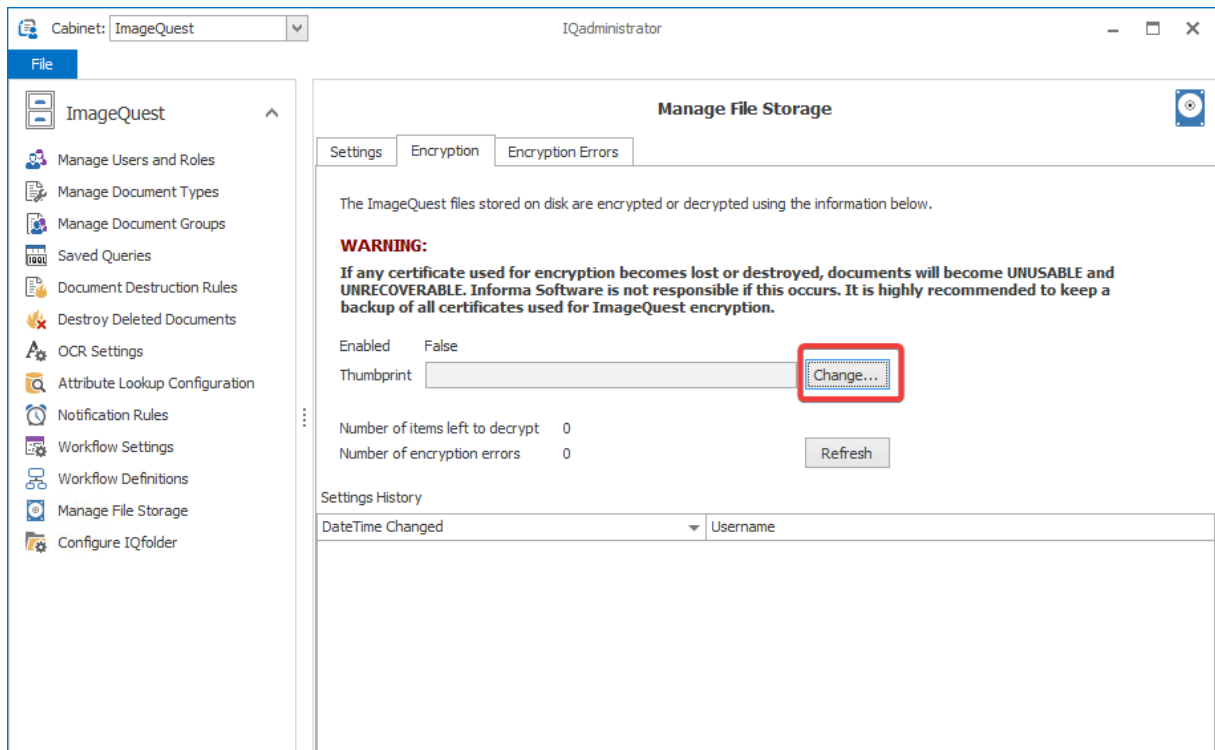 Cabinet: ImageQuest
IQadministrator
File
ImageQuest
Manage Users and Roles
Manage Document Types
Manage Document Groups
IQQL
Saved Queries
Document Destruction Rules
Destroy Deleted Documents
OCR Settings
Attribute Lookup Configuration
Notification Rules
Workflow Settings
Workflow Definitions
Manage File Storage
Configure IQfolder
Manage File Storage
Settings Encryption Encryption Errors
The ImageQuest files stored on disk are encrypted or decrypted using the information below.
WARNING:
If any certificate used for encryption becomes lost or destroyed, documents will become UNUSABLE and
UNRECOVERABLE. Informa Software is not responsible if this occurs. It is highly recommended to keep a
backup of all certificates used for ImageQuest encryption.
Enabled False
Thumbprint Change...
Number of items left to decrypt 0
Number of encryption errors 0 Refresh
Settings History
DateTime Changed Username